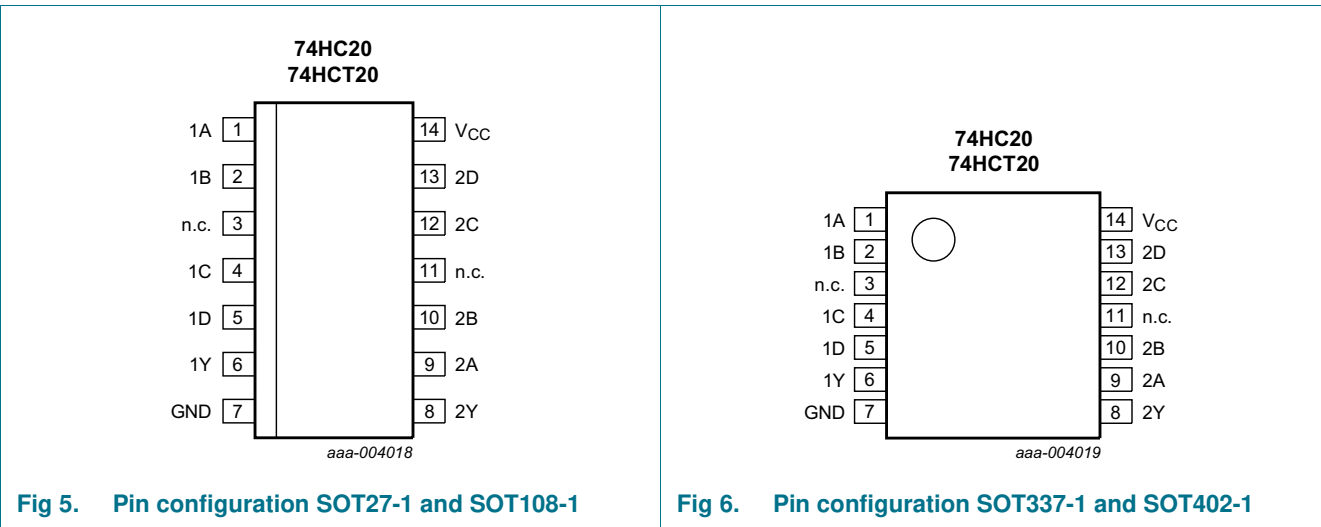 74HC20
74HCT20
1A 1 14 VCC
1B 2 13 2D
n.c. 3 12 2C
1C 4 11 n.c.
1D 5 10 2B
1Y 6 9 2A
GND 7 8 2Y
aaa-004018
Fig 5. Pin configuration SOT27-1 and SOT108-1
74HC20
74HCT20
1A 1 14 VCC
1B 2 13 2D
n.c. 3 12 2C
1C 4 11 n.c.
1D 5 10 2B
1Y 6 9 2A
GND 7 8 2Y
aaa-004019
Fig 6. Pin configuration SOT337-1 and SOT402-1